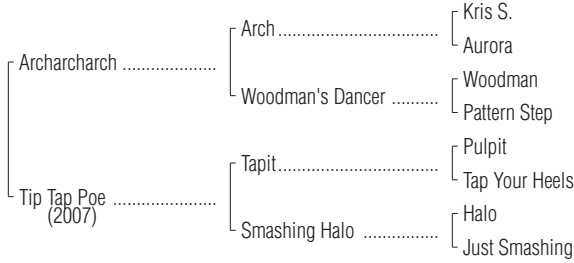 Kris S.
Arch
Aurora
Archarcharch
Woodman
Woodman's Dancer
Pattern Step
Pulpit
Tapit
Tap Your Heels
Tip Tap Poe
(2007)
Halo
Smashing Halo
Just Smashing